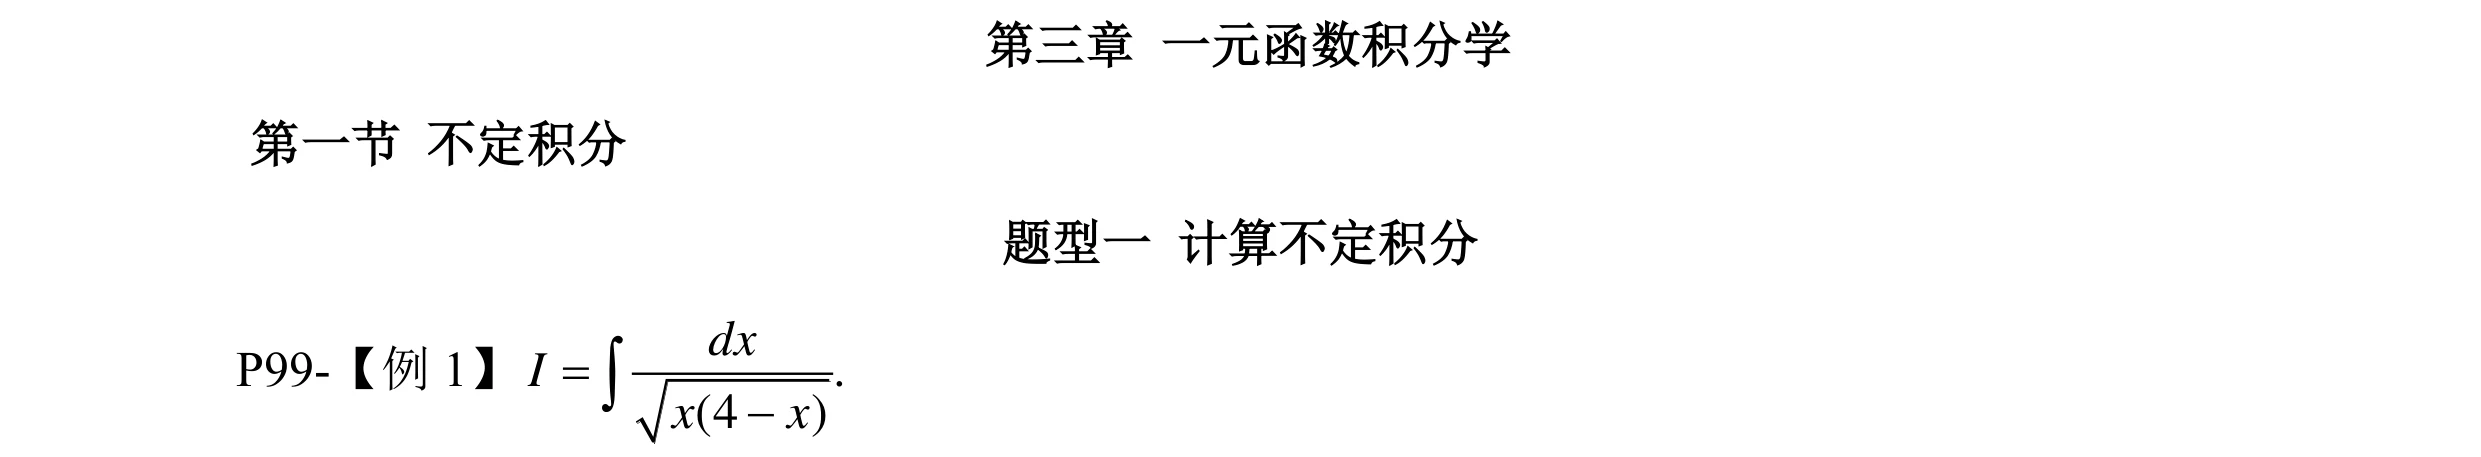 第三章 一元函数积分学
第一节 不定积分
题型一 计算不定积分
P99-【例 1】 $I = \int \frac{dx}{\sqrt{x(4-x)}}.$